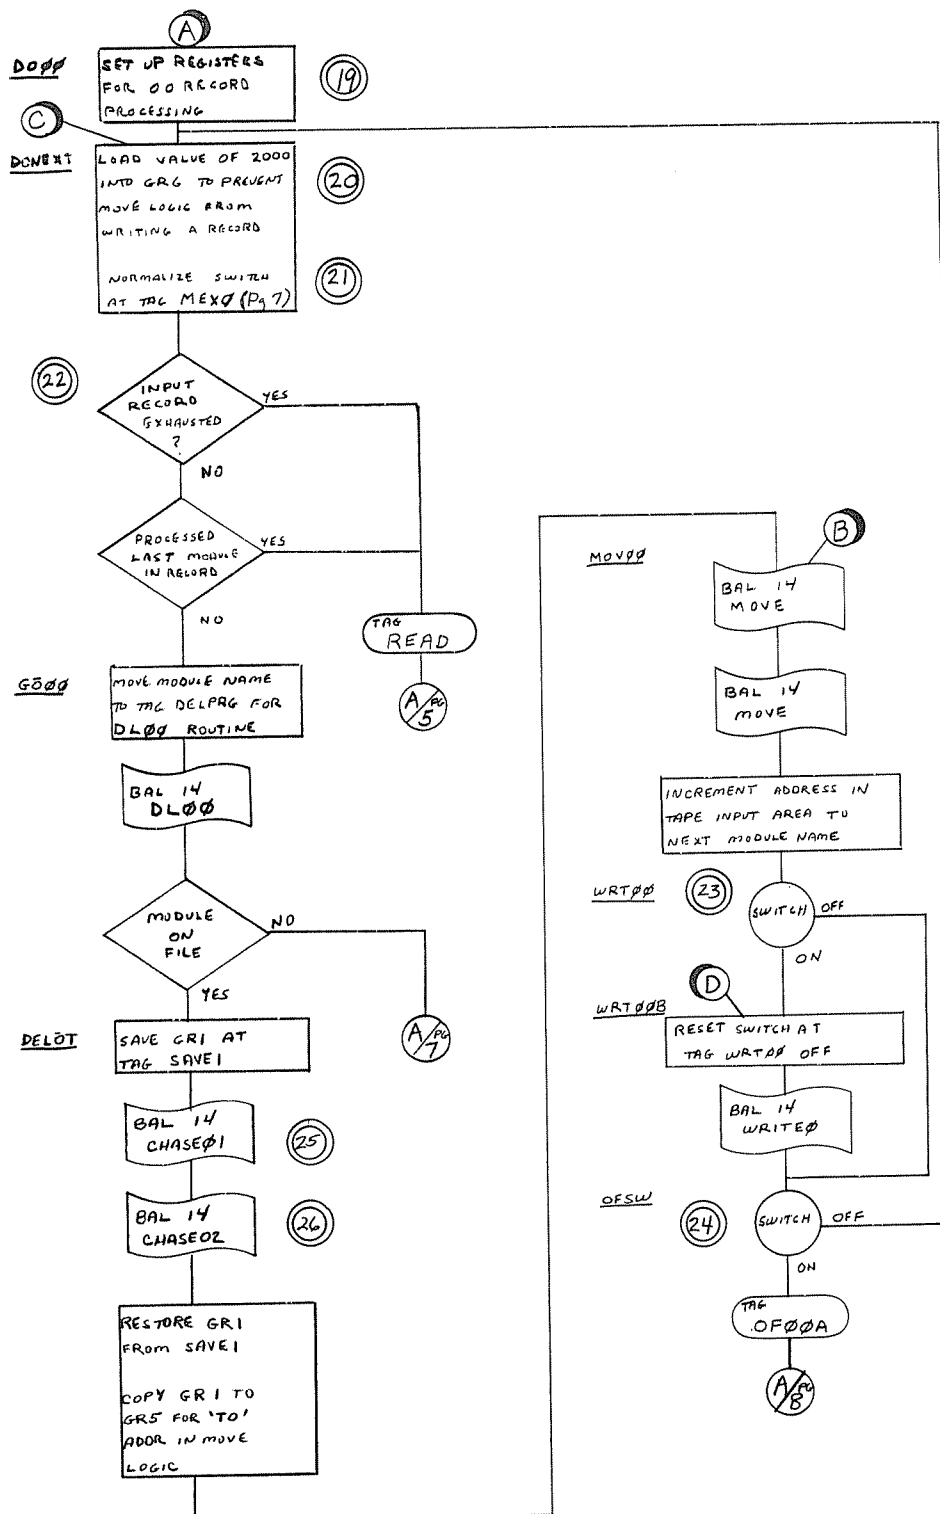 A
DOØØ
SET UP REGISTERS
FOR 00 RECORD
PROCESSING
19
C
DONEXT
LOAD VALUE OF 2000
INTO GR6 TO PREVENT
MOVE LOGIC FROM
WRITING A RECORD
20
NORMALIZE SWITCH
AT TAG MEXØ (Pg 7)
21
22
INPUT
RECORD
EXHAUSTED
?
YES
NO
PROCESSED
LAST MODULE
IN RECORD
YES
NO
TAG
READ
A/PG
5
GOØØ
MOVE MODULE NAME
TO TAG DELPRG FOR
DLØØ ROUTINE
BAL 14
DLØØ
MODULE
ON
FILE
NO
YES
A/PG
7
DELOT
SAVE GR1 AT
TAG SAVE1
BAL 14
CHASEØ1
25
BAL 14
CHASE02
26
RESTORE GR1
FROM SAVE1
COPY GR1 TO
GR5 FOR 'TO'
ADDR IN MOVE
LOGIC
B
MOVØØ
BAL 14
MOVE
BAL 14
MOVE
INCREMENT ADDRESS IN
TAPE INPUT AREA TO
NEXT MODULE NAME
WRTØØ
23
SWITCH
OFF
ON
D
WRTØØB
RESET SWITCH AT
TAG WRTØØ OFF
BAL 14
WRITEØ
OFSW
24
SWITCH
OFF
ON
TAG
OFØØA
A/PG
8